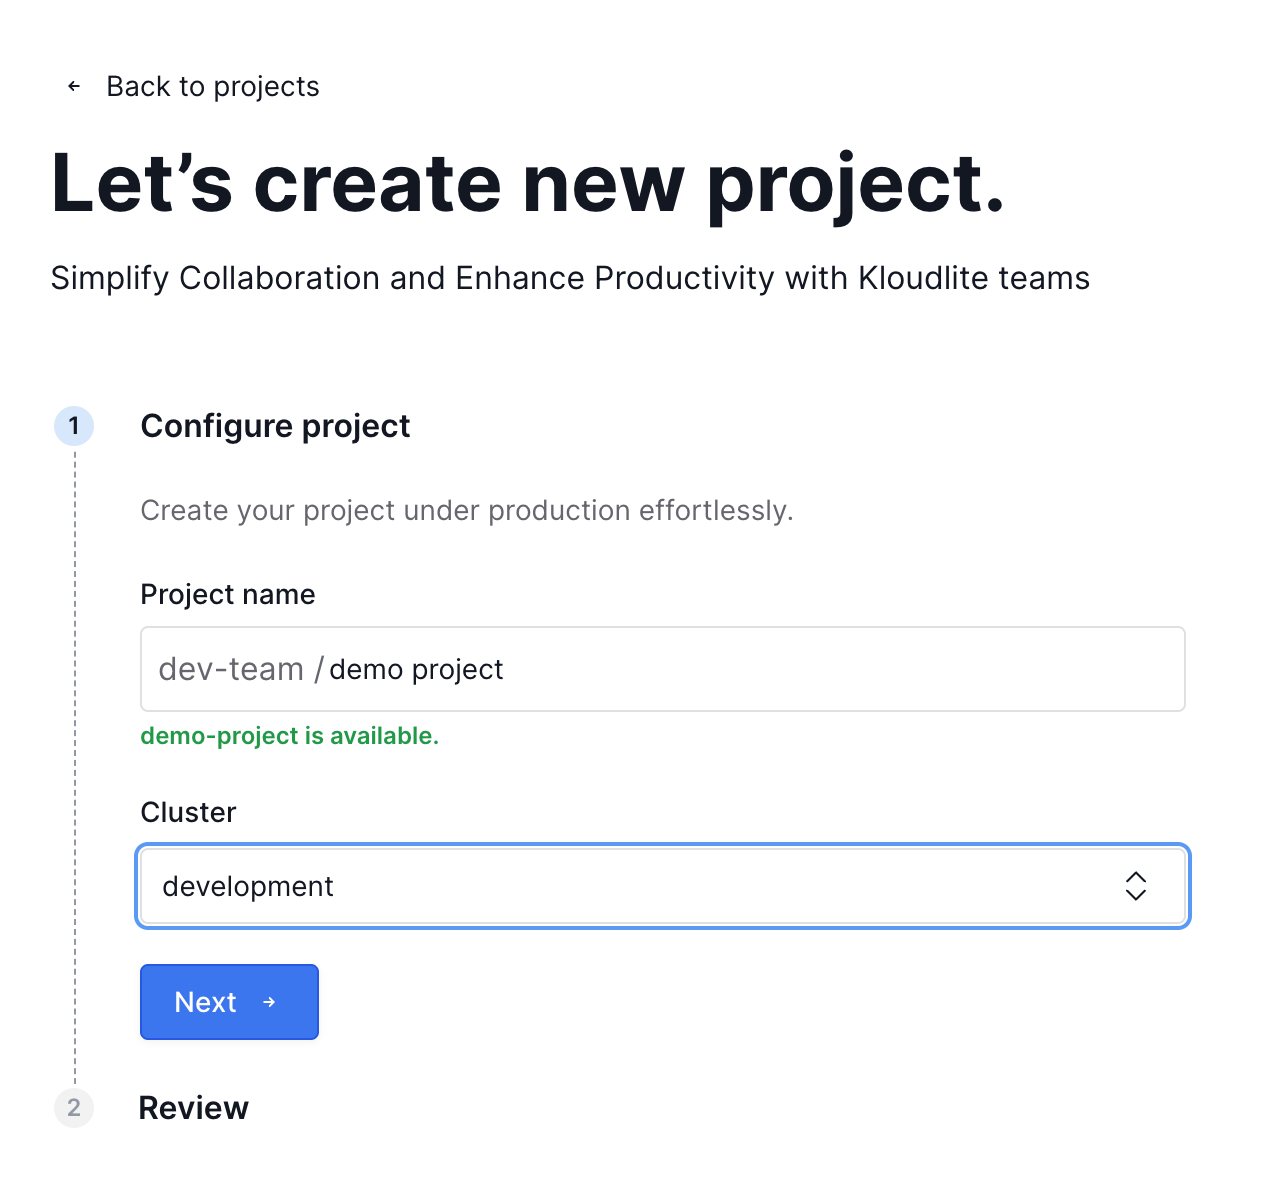 Back to projects
Let’s create new project.
Simplify Collaboration and Enhance Productivity with Kloudlite teams
1 Configure project
Create your project under production effortlessly.
Project name
dev-team / demo project
demo-project is available.
Cluster
development
Next
2 Review